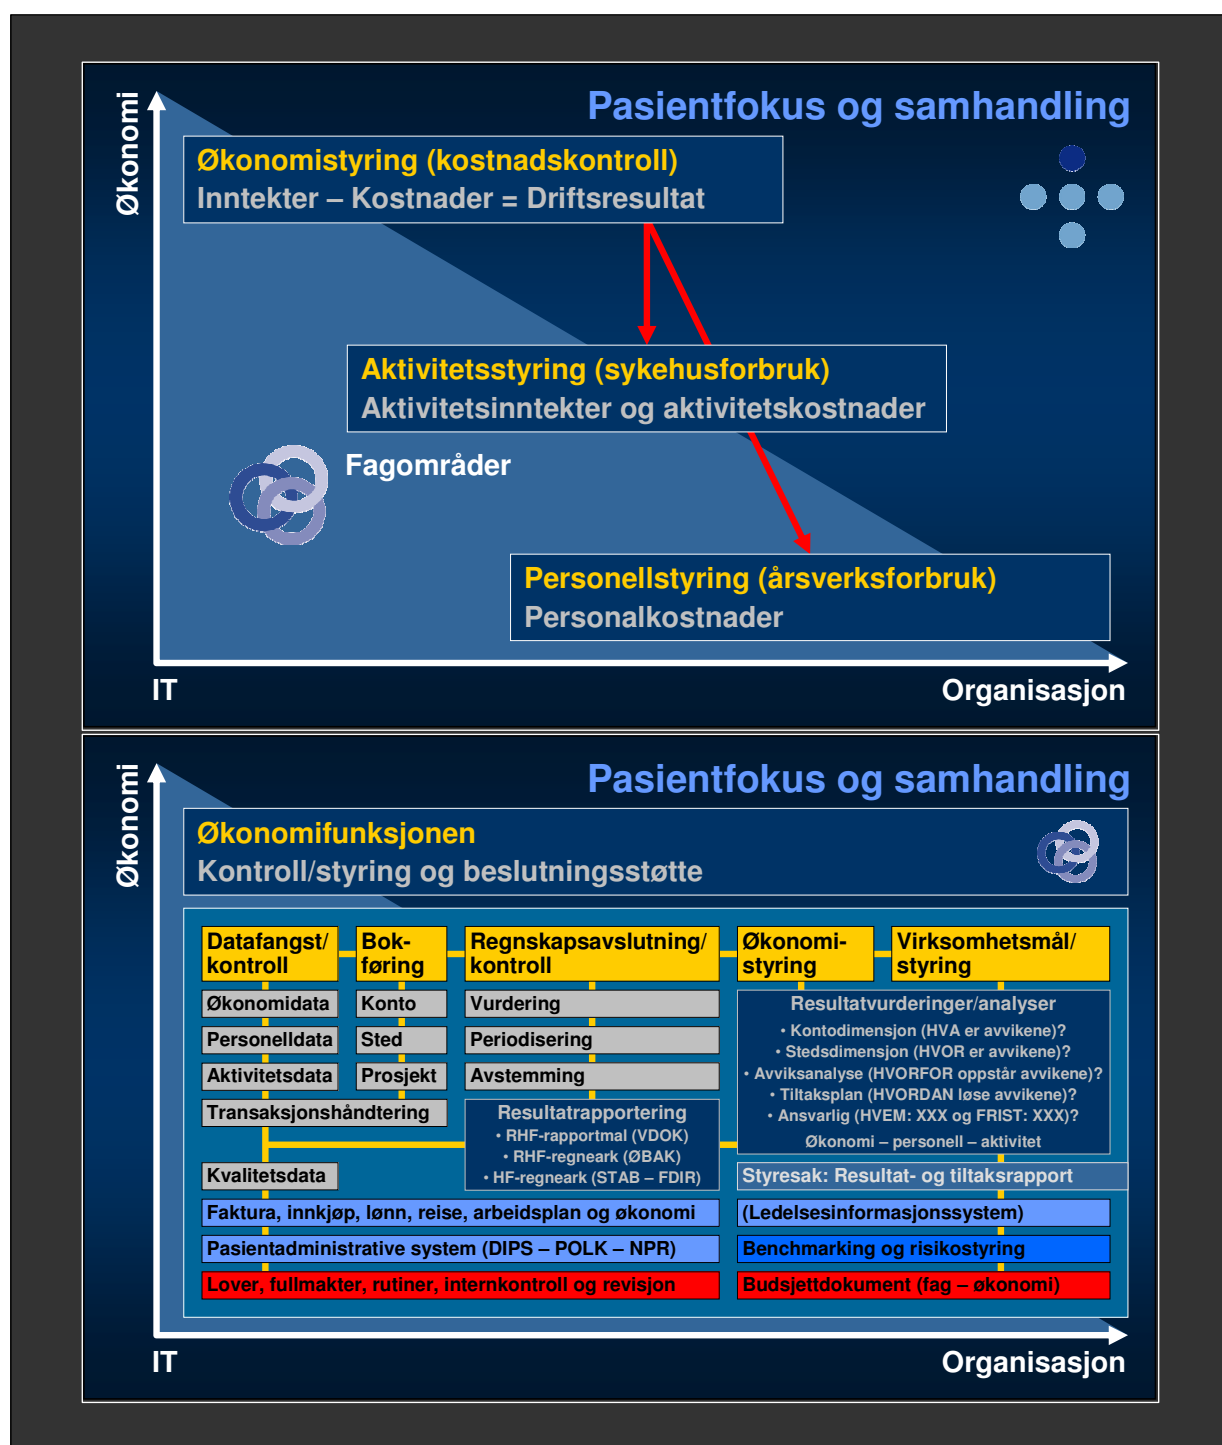 Økonomi
Pasientfokus og samhandling
Økonomistyring (kostnadskontroll)
Inntekter – Kostnader = Driftsresultat
Aktivitetsstyring (sykehusforbruk)
Aktivitetsinntekter og aktivitetskostnader
Fagområder
Personellstyring (årsverksforbruk)
Personalkostnader
IT
Organisasjon
Økonomi
Pasientfokus og samhandling
Økonomifunksjonen
Kontroll/styring og beslutningsstøtte
Datafangst/
kontroll
Bok-
føring
Regnskapsavslutning/
kontroll
Økonomi-
styring
Virksomhetsmål/
styring
Økonomidata
Konto
Vurdering
Personelldata
Sted
Periodisering
Aktivitetsdata
Prosjekt
Avstemming
Transaksjonshåndtering
Resultatrapportering
• RHF-rapportmal (VDOK)
• RHF-regneark (ØBAK)
• HF-regneark (STAB – FDIR)
Resultatvurderinger/analyser
• Kontodimensjon (HVA er avvikene)?
• Stedsdimensjon (HVOR er avvikene)?
• Avviksanalyse (HVORFOR oppstår avvikene)?
• Tiltaksplan (HVORDAN løse avvikene)?
• Ansvarlig (HVEM: XXX og FRIST: XXX)?
Økonomi – personell – aktivitet
Kvalitetsdata
Styresak: Resultat- og tiltaksrapport
Faktura, innkjøp, lønn, reise, arbeidsplan og økonomi
(Ledelsesinformasjonssystem)
Pasientadministrative system (DIPS – POLK – NPR)
Benchmarking og risikostyring
Lover, fullmakter, rutiner, internkontroll og revisjon
Budsjettdokument (fag – økonomi)
IT
Organisasjon